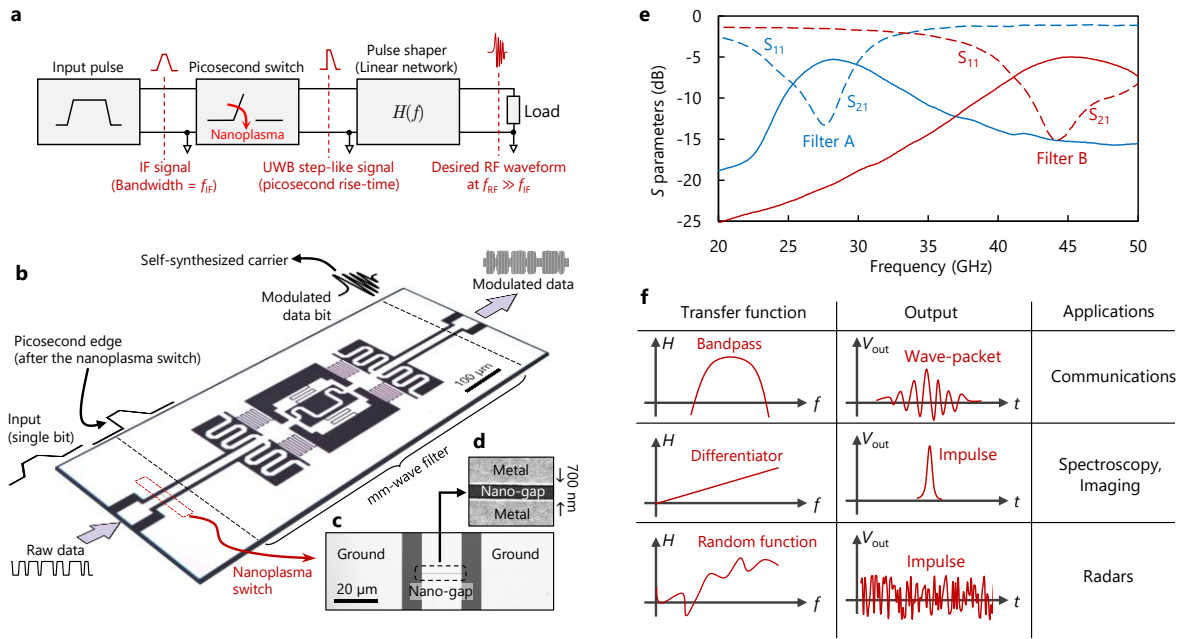 a
Input pulse
Picosecond switch
Pulse shaper
(Linear network)
Nanoplasma
H(f)
Load
IF signal
(Bandwidth = fIF)
UWB step-like signal
(picosecond rise-time)
Desired RF waveform
at fRF ≫ fIF
b
Self-synthesized carrier
Modulated
data bit
Modulated data
Picosecond edge
(after the nanoplasma switch)
Input
(single bit)
100 μm
mm-wave filter
Raw data
Nanoplasma
switch
c
Ground
Ground
Nano-gap
20 μm
d
Metal
Nano-gap
Metal
700 nm
e
S parameters (dB)
0
-5
-10
-15
-20
-25
S11
S21
Filter A
S11
S21
Filter B
20 25 30 35 40 45 50
Frequency (GHz)
f
Transfer function
Output
Applications
H
Bandpass
f
Vout
Wave-packet
t
Communications
H
Differentiator
f
Vout
Impulse
t
Spectroscopy,
Imaging
H
Random function
f
Vout
Impulse
t
Radars